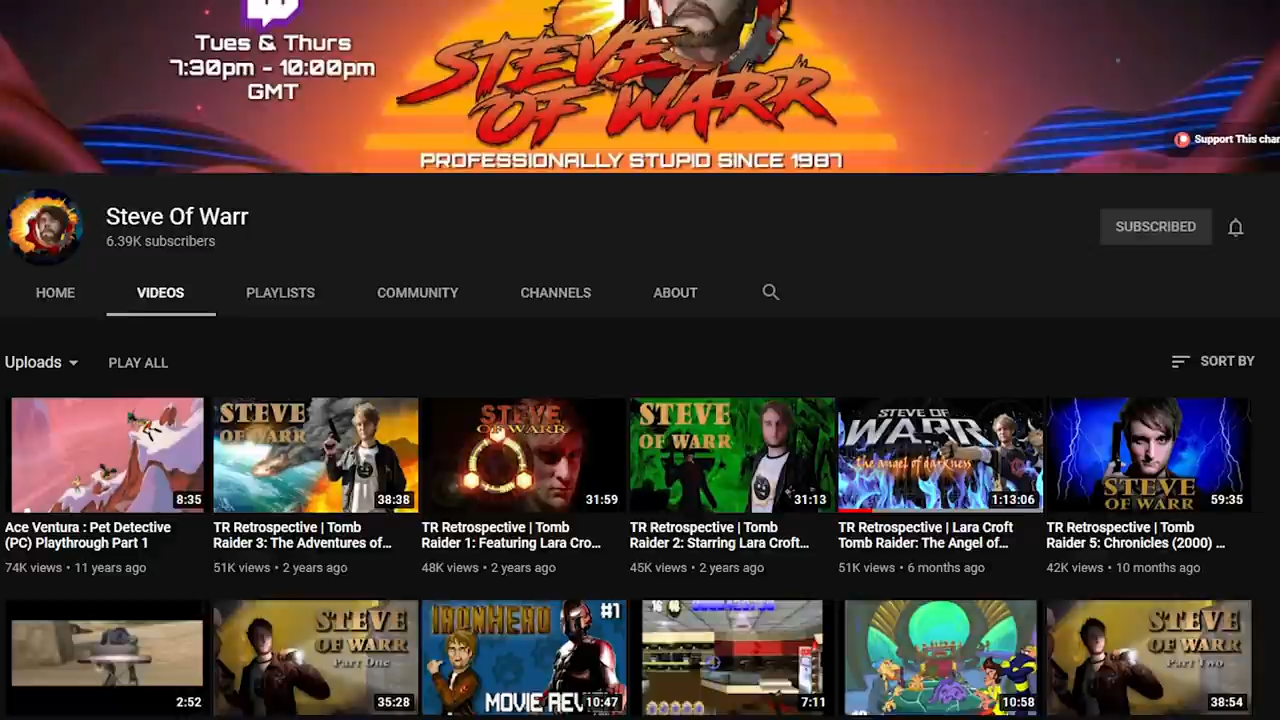 Tues & Thurs
7:30pm - 10:00pm
GMT
STEVE
OF WARR
PROFESSIONALLY STUPID SINCE 1987
Support This chan
Steve Of Warr
6.39K subscribers
SUBSCRIBED
HOME VIDEOS PLAYLISTS COMMUNITY CHANNELS ABOUT
Uploads PLAY ALL SORT BY
8:35
STEVE
OF WARR
38:38
STEVE
OF WARR
31:59
STEVE
OF WARR
31:13
STEVE OF
WARR
the angel of darkness
1:13:06
STEVE
OF WARR
59:35
Ace Ventura : Pet Detective
(PC) Playthrough Part 1
74K views • 11 years ago
TR Retrospective | Tomb
Raider 3: The Adventures of...
51K views • 2 years ago
TR Retrospective | Tomb
Raider 1: Featuring Lara Cro...
48K views • 2 years ago
TR Retrospective | Tomb
Raider 2: Starring Lara Croft...
45K views • 2 years ago
TR Retrospective | Lara Croft
Tomb Raider: The Angel of...
51K views • 6 months ago
TR Retrospective | Tomb
Raider 5: Chronicles (2000) ...
42K views • 10 months ago
2:52
STEVE
OF WARR
Part One
35:28
IRONHERO #1
MOVIE REV
10:47
7:11
10:58
STEVE
OF WARR
Part Two
38:54